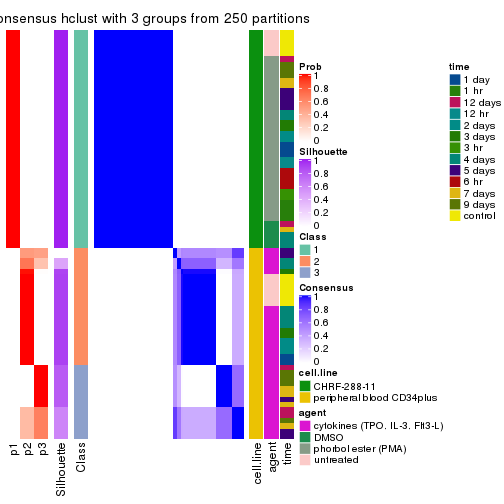 onsensus hclust with 3 groups from 250 partitions
Prob
1
0.8
0.6
0.4
0.2
0
Silhouette
1
0.8
0.6
0.4
0.2
0
Class
1
2
3
Consensus
1
0.8
0.6
0.4
0.2
0
cell.line
CHRF-288-11
peripheral blood CD34plus
agent
cytokines (TPO, IL-3, Flt3-L)
DMSO
phorbol ester (PMA)
untreated
time
1 day
1 hr
12 days
12 hr
2 days
3 days
3 hr
4 days
5 days
6 hr
7 days
9 days
control
p1
p2
p3
Silhouette
Class
cell.line
agent
time